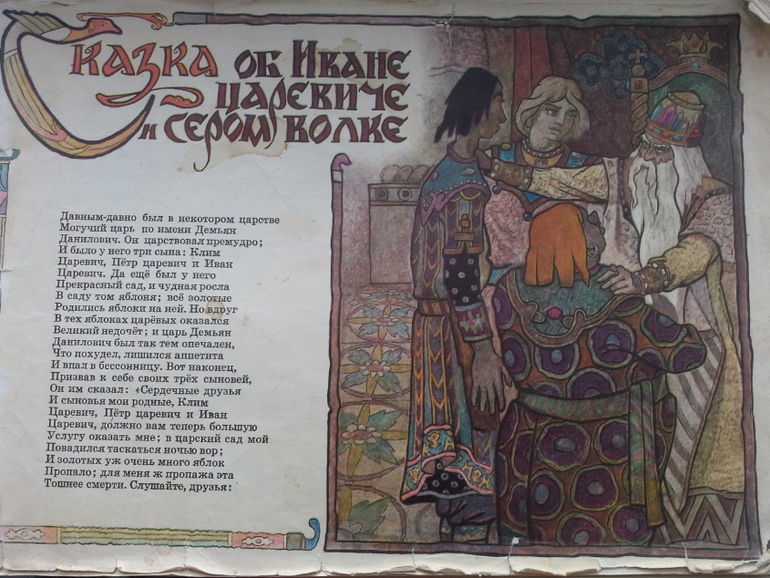 Сказка об Иване
царевиче
и сером волке
Давным-давно был в некотором царстве
Могучий царь по имени Демьян
Данилович. Он царствовал премудро;
И было у него три сына: Клим
Царевич, Пётр царевич и Иван
Царевич. Да ещё был у него
Прекрасный сад, и чудная росла
В саду том яблоня; всё золотые
Родились яблоки на ней. Но вдруг
В тех яблоках царёвых оказался
Великий недочёт; и царь Демьян
Данилович был так тем опечален,
Что похудел, лишился аппетита
И впал в бессонницу. Вот наконец,
Призвав к себе своих трёх сыновей,
Он им сказал: «Сердечные друзья
И сыновья мои родные, Клим
Царевич, Пётр царевич и Иван
Царевич, до́лжно вам теперь большую
Услугу оказать мне; в царский сад мой
Повадился таскаться ночью вор;
И золотых уж очень много яблок
Пропало; для меня ж пропажа эта
Тошнее смерти. Слушайте, друзья: